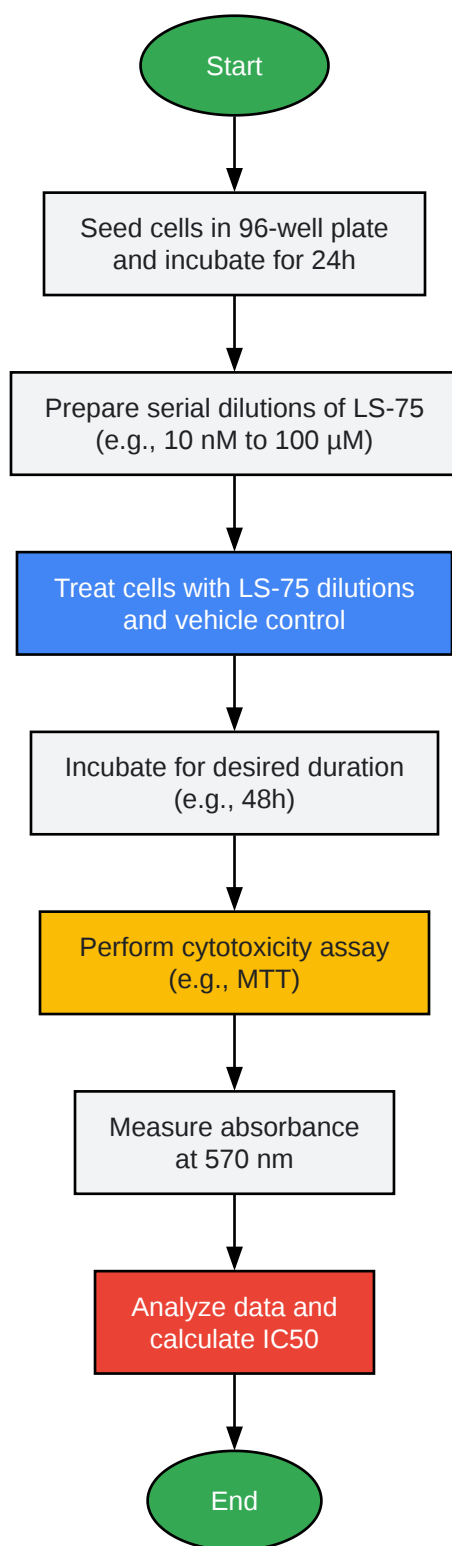 Start
Seed cells in 96-well plate
and incubate for 24h
Prepare serial dilutions of LS-75
(e.g., 10 nM to 100 µM)
Treat cells with LS-75 dilutions
and vehicle control
Incubate for desired duration
(e.g., 48h)
Perform cytotoxicity assay
(e.g., MTT)
Measure absorbance
at 570 nm
Analyze data and
calculate IC50
End